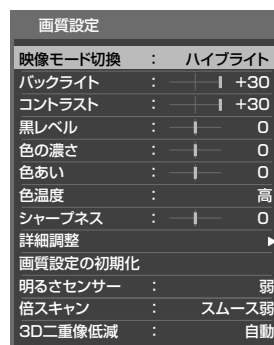 画質設定
映像モード切換 : ハイブライト
バックライト : +30
コントラスト : +30
黒レベル : 0
色の濃さ : 0
色あい : 0
色温度 : 高
シャープネス : 0
詳細調整
画質設定の初期化
明るさセンサー : 弱
倍スキャン : スムース弱
3D二重像低減 : 自動